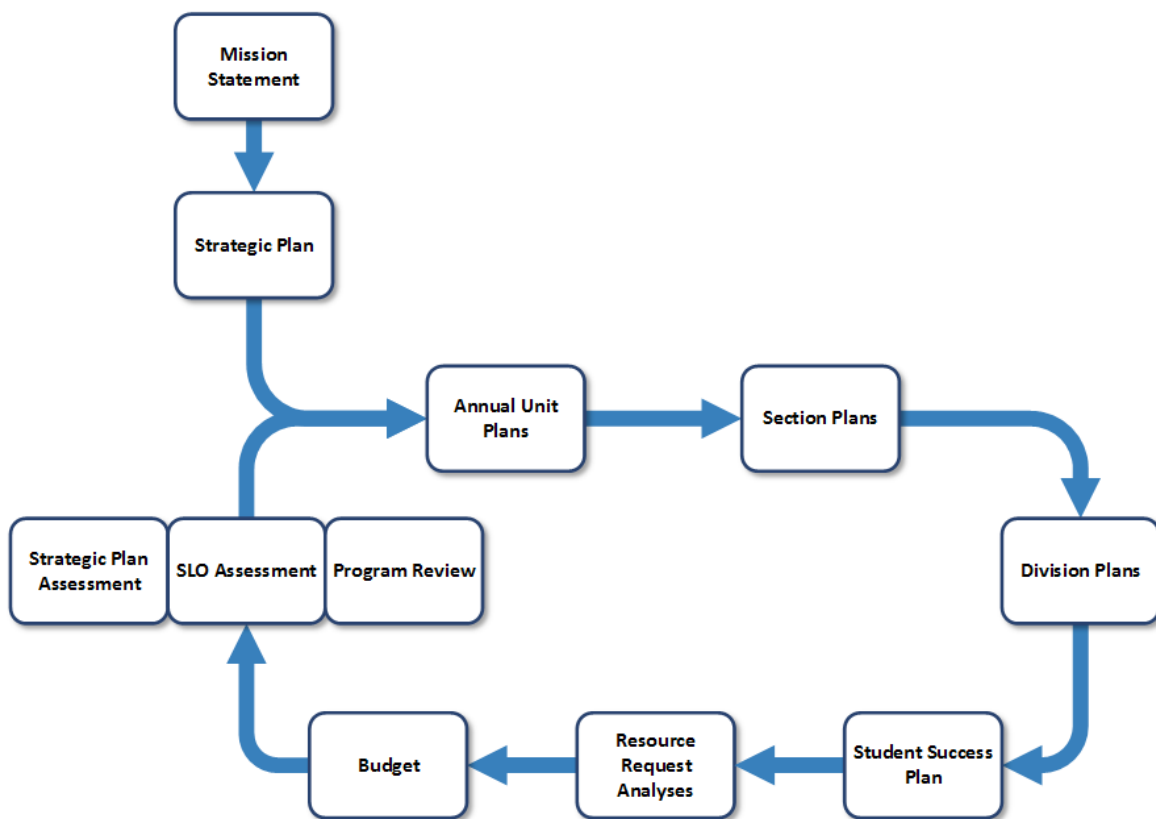 Mission
Statement
Strategic Plan
Annual Unit
Plans
Section Plans
Strategic Plan
Assessment
SLO Assessment
Program Review
Division Plans
Budget
Resource
Request
Analyses
Student Success
Plan